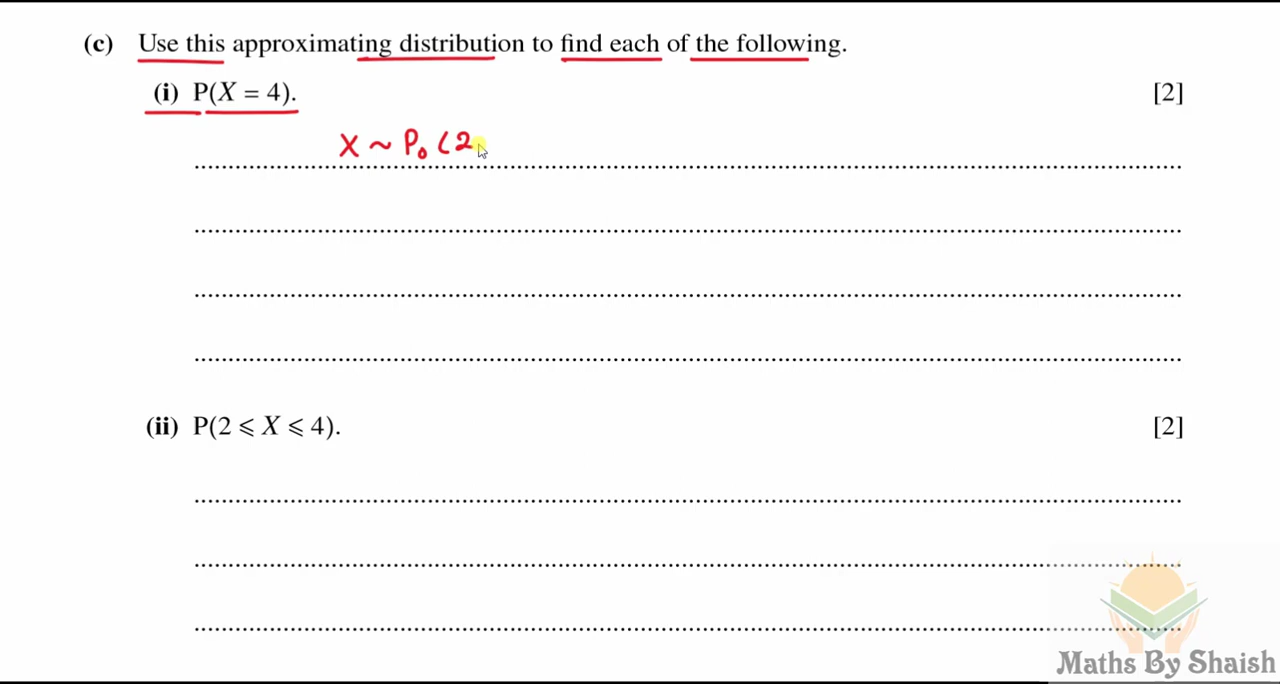 (c) Use this approximating distribution to find each of the following.
(i) P(X = 4). [2]
X ~ Po (2
(ii) P(2 ⩽ X ⩽ 4). [2]
Maths By Shaish